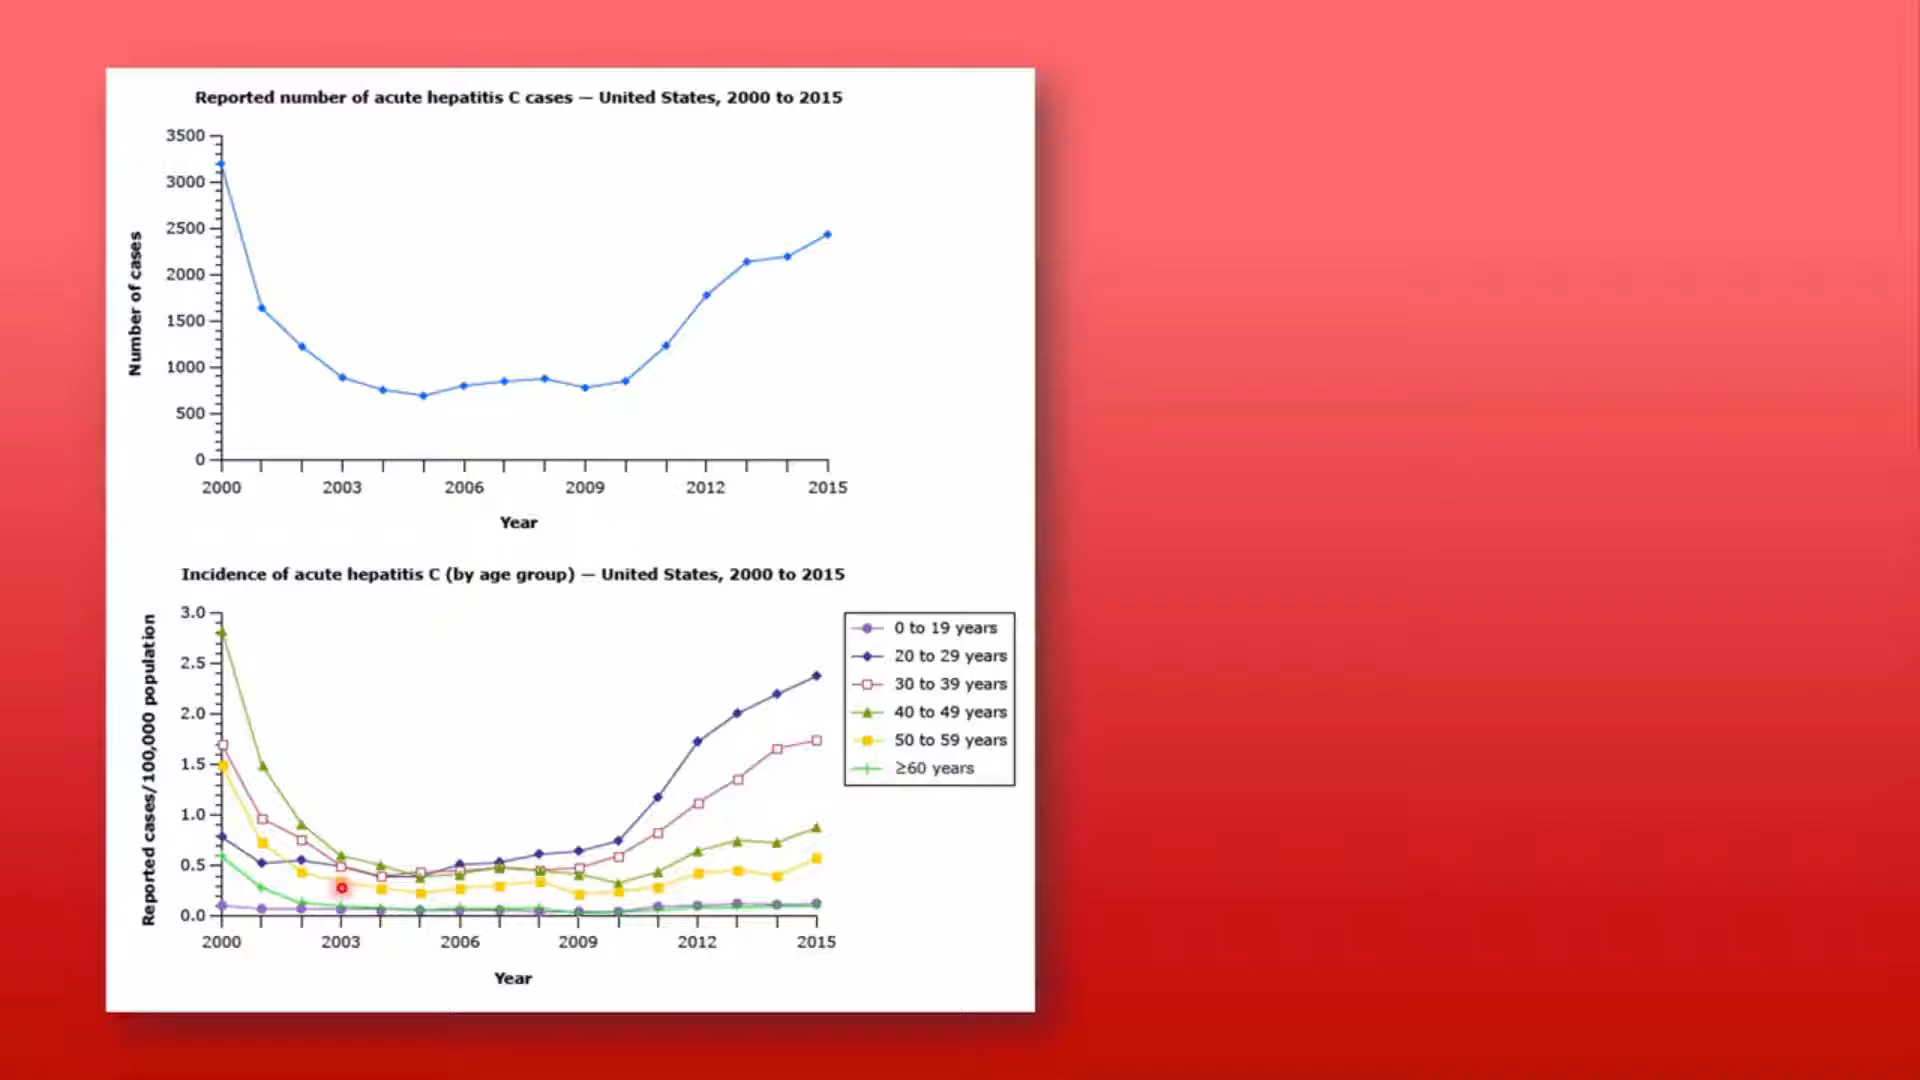 Reported number of acute hepatitis C cases — United States, 2000 to 2015
3500
3000
2500
2000
1500
1000
500
0
Number of cases
2000 2003 2006 2009 2012 2015
Year
Incidence of acute hepatitis C (by age group) — United States, 2000 to 2015
3.0
2.5
2.0
1.5
1.0
0.5
0.0
Reported cases/100,000 population
2000 2003 2006 2009 2012 2015
Year
0 to 19 years
20 to 29 years
30 to 39 years
40 to 49 years
50 to 59 years
≥60 years